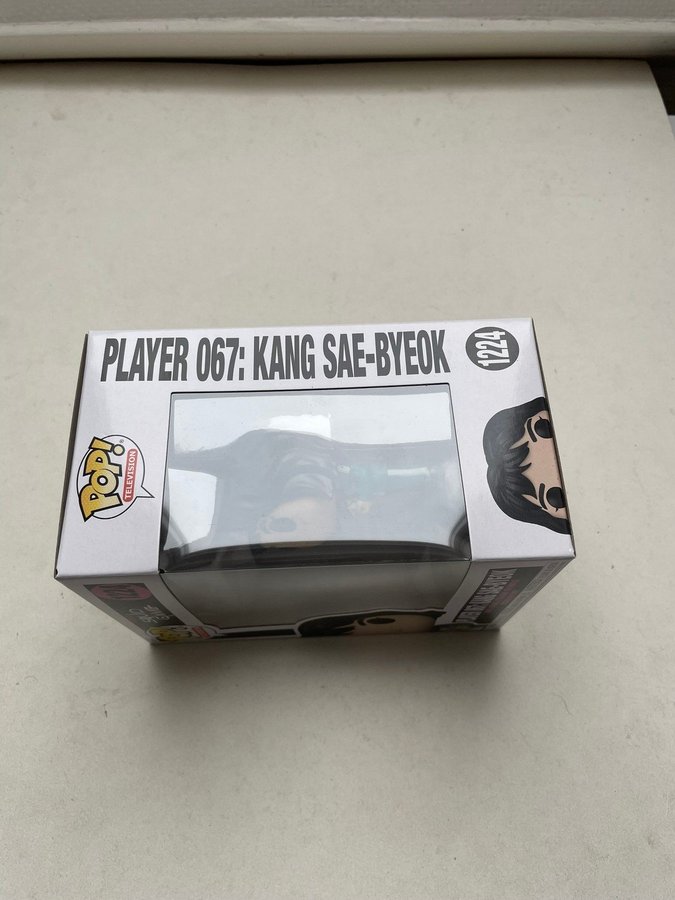 PLAYER 067: KANG SAE-BYEOK
1224
POP!
TELEVISION